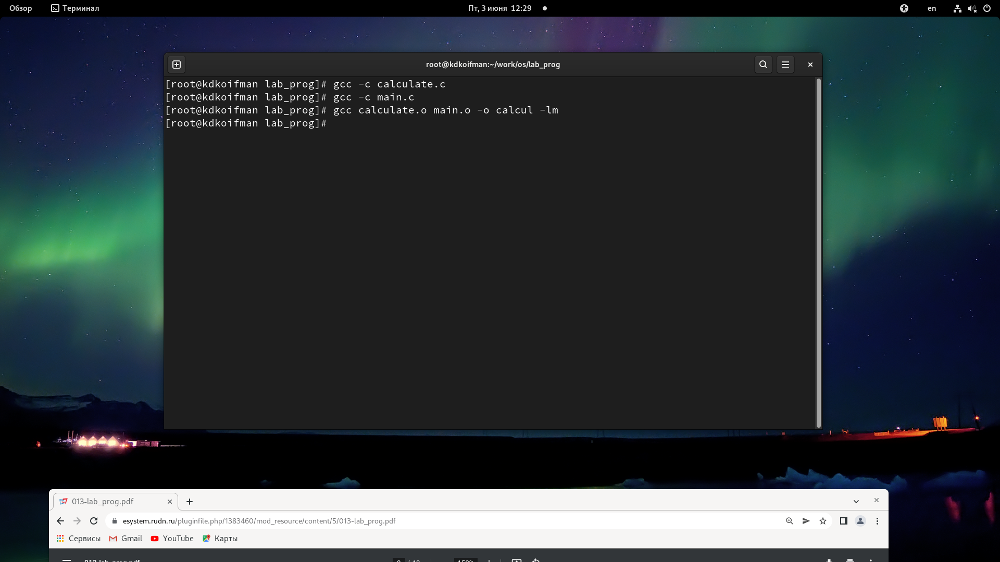 Обзор Терминал Пт, 3 июня 12:29 en
root@kdkoifman:~/work/os/lab_prog
[root@kdkoifman lab_prog]# gcc -c calculate.c
[root@kdkoifman lab_prog]# gcc -c main.c
[root@kdkoifman lab_prog]# gcc calculate.o main.o -o calcul -lm
[root@kdkoifman lab_prog]#
013-lab_prog.pdf
esystem.rudn.ru/pluginfile.php/1383460/mod_resource/content/5/013-lab_prog.pdf
Сервисы Gmail YouTube Карты